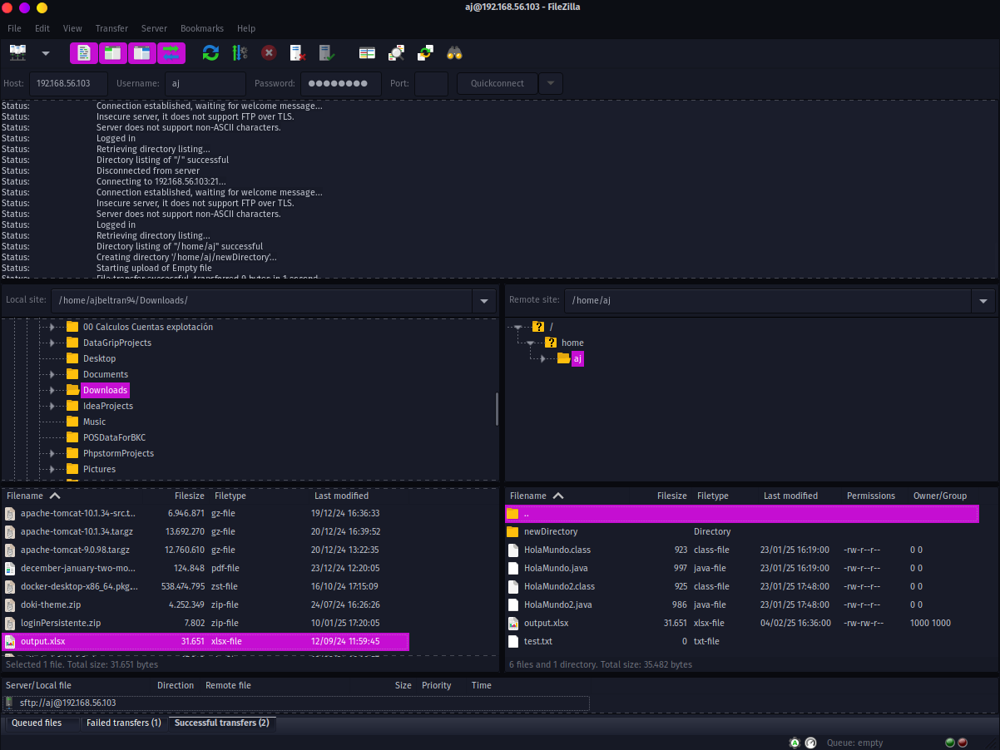 aj@192.168.56.103 - FileZilla
File Edit View Transfer Server Bookmarks Help
Host: 192.168.56.103 Username: aj Password: ●●●●●●●● Port: Quickconnect
Status: Connection established, waiting for welcome message...
Status: Insecure server, it does not support FTP over TLS.
Status: Server does not support non-ASCII characters.
Status: Logged in
Status: Retrieving directory listing...
Status: Directory listing of "/" successful
Status: Disconnected from server
Status: Connecting to 192.168.56.103:21...
Status: Connection established, waiting for welcome message...
Status: Insecure server, it does not support FTP over TLS.
Status: Server does not support non-ASCII characters.
Status: Logged in
Status: Retrieving directory listing...
Status: Directory listing of "/home/aj" successful
Status: Creating directory '/home/aj/newDirectory'...
Status: Starting upload of Empty file
Status: File transfer successful, transferred 0 bytes in 1 second
Local site: /home/ajbeltran94/Downloads/
00 Calculos Cuentas explotación
DataGripProjects
Desktop
Documents
Downloads
IdeaProjects
Music
POSDataForBKC
PhpstormProjects
Pictures
Remote site: /home/aj
/
home
aj
Filename Filesize Filetype Last modified
apache-tomcat-10.1.34-src.t... 6.946.871 gz-file 19/12/24 16:36:33
apache-tomcat-10.1.34.tar.gz 13.692.270 gz-file 20/12/24 16:39:52
apache-tomcat-9.0.98.tar.gz 12.760.610 gz-file 20/12/24 13:22:35
december-january-two-mo... 124.848 pdf-file 23/12/24 12:20:05
docker-desktop-x86_64.pkg... 538.474.795 zst-file 16/10/24 17:15:09
doki-theme.zip 4.252.349 zip-file 24/07/24 16:26:26
loginPersistente.zip 7.802 zip-file 10/01/25 17:20:05
output.xlsx 31.651 xlsx-file 12/09/24 11:59:45
Selected 1 file. Total size: 31.651 bytes
Filename Filesize Filetype Last modified Permissions Owner/Group
..
newDirectory Directory
HolaMundo.class 923 class-file 23/01/25 16:19:00 -rw-r--r-- 0 0
HolaMundo.java 997 java-file 23/01/25 16:19:00 -rw-r--r-- 0 0
HolaMundo2.class 925 class-file 23/01/25 17:48:00 -rw-r--r-- 0 0
HolaMundo2.java 986 java-file 23/01/25 17:48:00 -rw-r--r-- 0 0
output.xlsx 31.651 xlsx-file 04/02/25 16:36:00 -rw-rw-r-- 1000 1000
test.txt 0 txt-file
6 files and 1 directory. Total size: 35.482 bytes
Server/Local file Direction Remote file Size Priority Time
sftp://aj@192.168.56.103
Queued files Failed transfers (1) Successful transfers (2)
Queue: empty